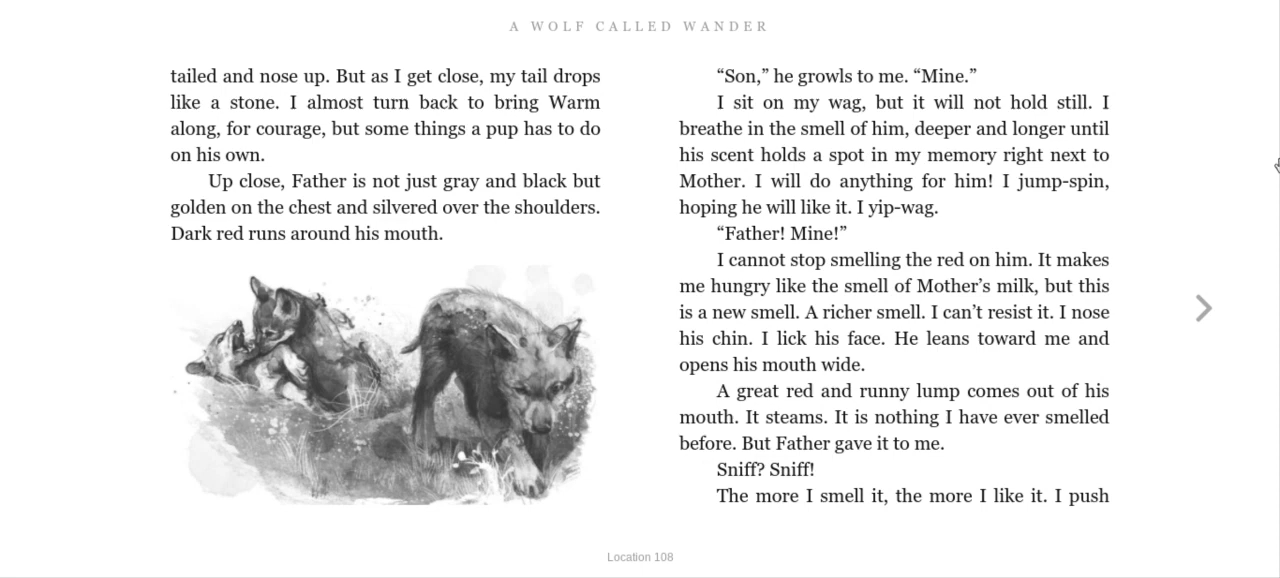 A WOLF CALLED WANDER
tailed and nose up. But as I get close, my tail drops
like a stone. I almost turn back to bring Warm
along, for courage, but some things a pup has to do
on his own.
Up close, Father is not just gray and black but
golden on the chest and silvered over the shoulders.
Dark red runs around his mouth.
“Son,” he growls to me. “Mine.”
I sit on my wag, but it will not hold still. I
breathe in the smell of him, deeper and longer until
his scent holds a spot in my memory right next to
Mother. I will do anything for him! I jump-spin,
hoping he will like it. I yip-wag.
“Father! Mine!”
I cannot stop smelling the red on him. It makes
me hungry like the smell of Mother’s milk, but this
is a new smell. A richer smell. I can’t resist it. I nose
his chin. I lick his face. He leans toward me and
opens his mouth wide.
A great red and runny lump comes out of his
mouth. It steams. It is nothing I have ever smelled
before. But Father gave it to me.
Sniff? Sniff!
The more I smell it, the more I like it. I push
Location 108